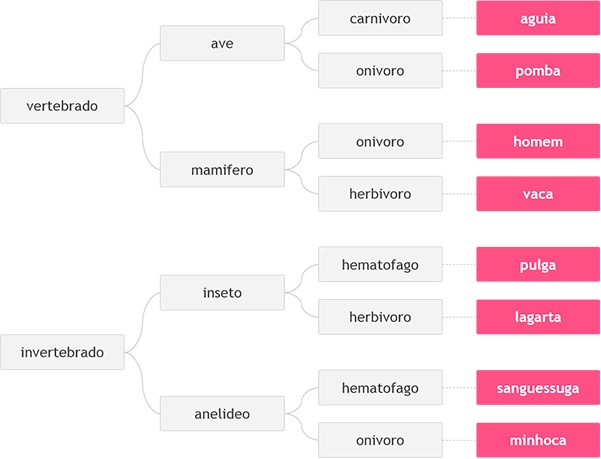 carnivoro aguia
ave
onivoro pomba
vertebrado
onivoro homem
mamifero
herbivoro vaca
hematofago pulga
inseto
herbivoro lagarta
invertebrado
hematofago sanguessuga
anelideo
onivoro minhoca